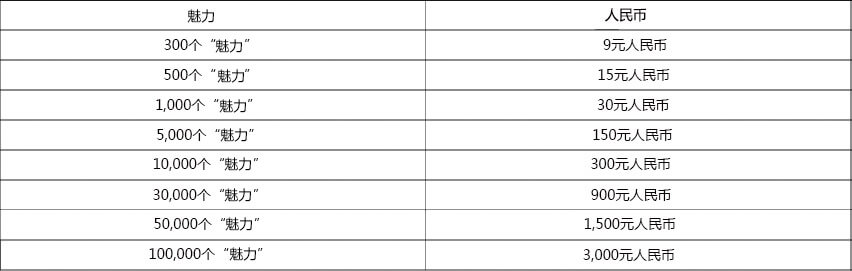 魅力 人民币
300个“魅力” 9元人民币
500个“魅力” 15元人民币
1,000个“魅力” 30元人民币
5,000个“魅力” 150元人民币
10,000个“魅力” 300元人民币
30,000个“魅力” 900元人民币
50,000个“魅力” 1,500元人民币
100,000个“魅力” 3,000元人民币